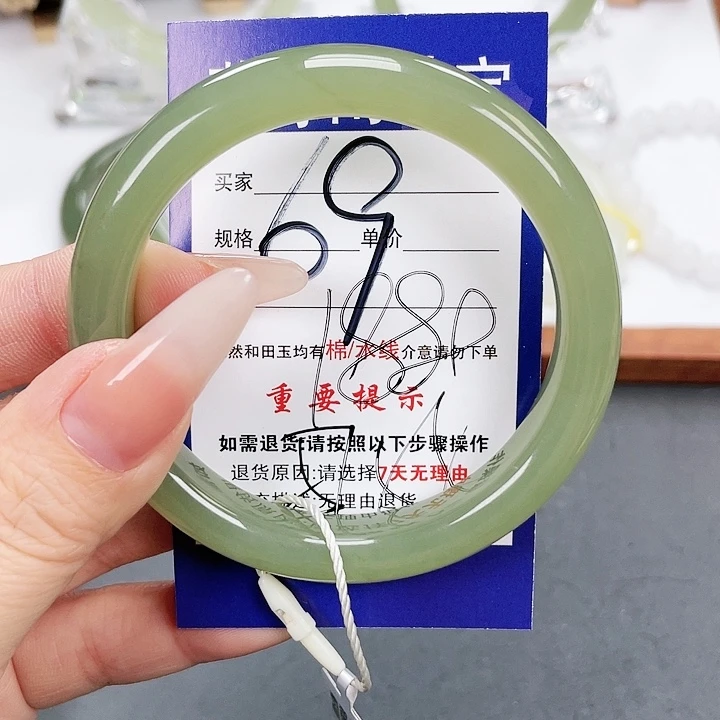 买家
规格 单价
69
1888P
然和田玉均有棉/水线介意请勿下单
重要提示
如需退货:请按照以下步骤操作
退货原因:请选择7天无理由
无理由退货